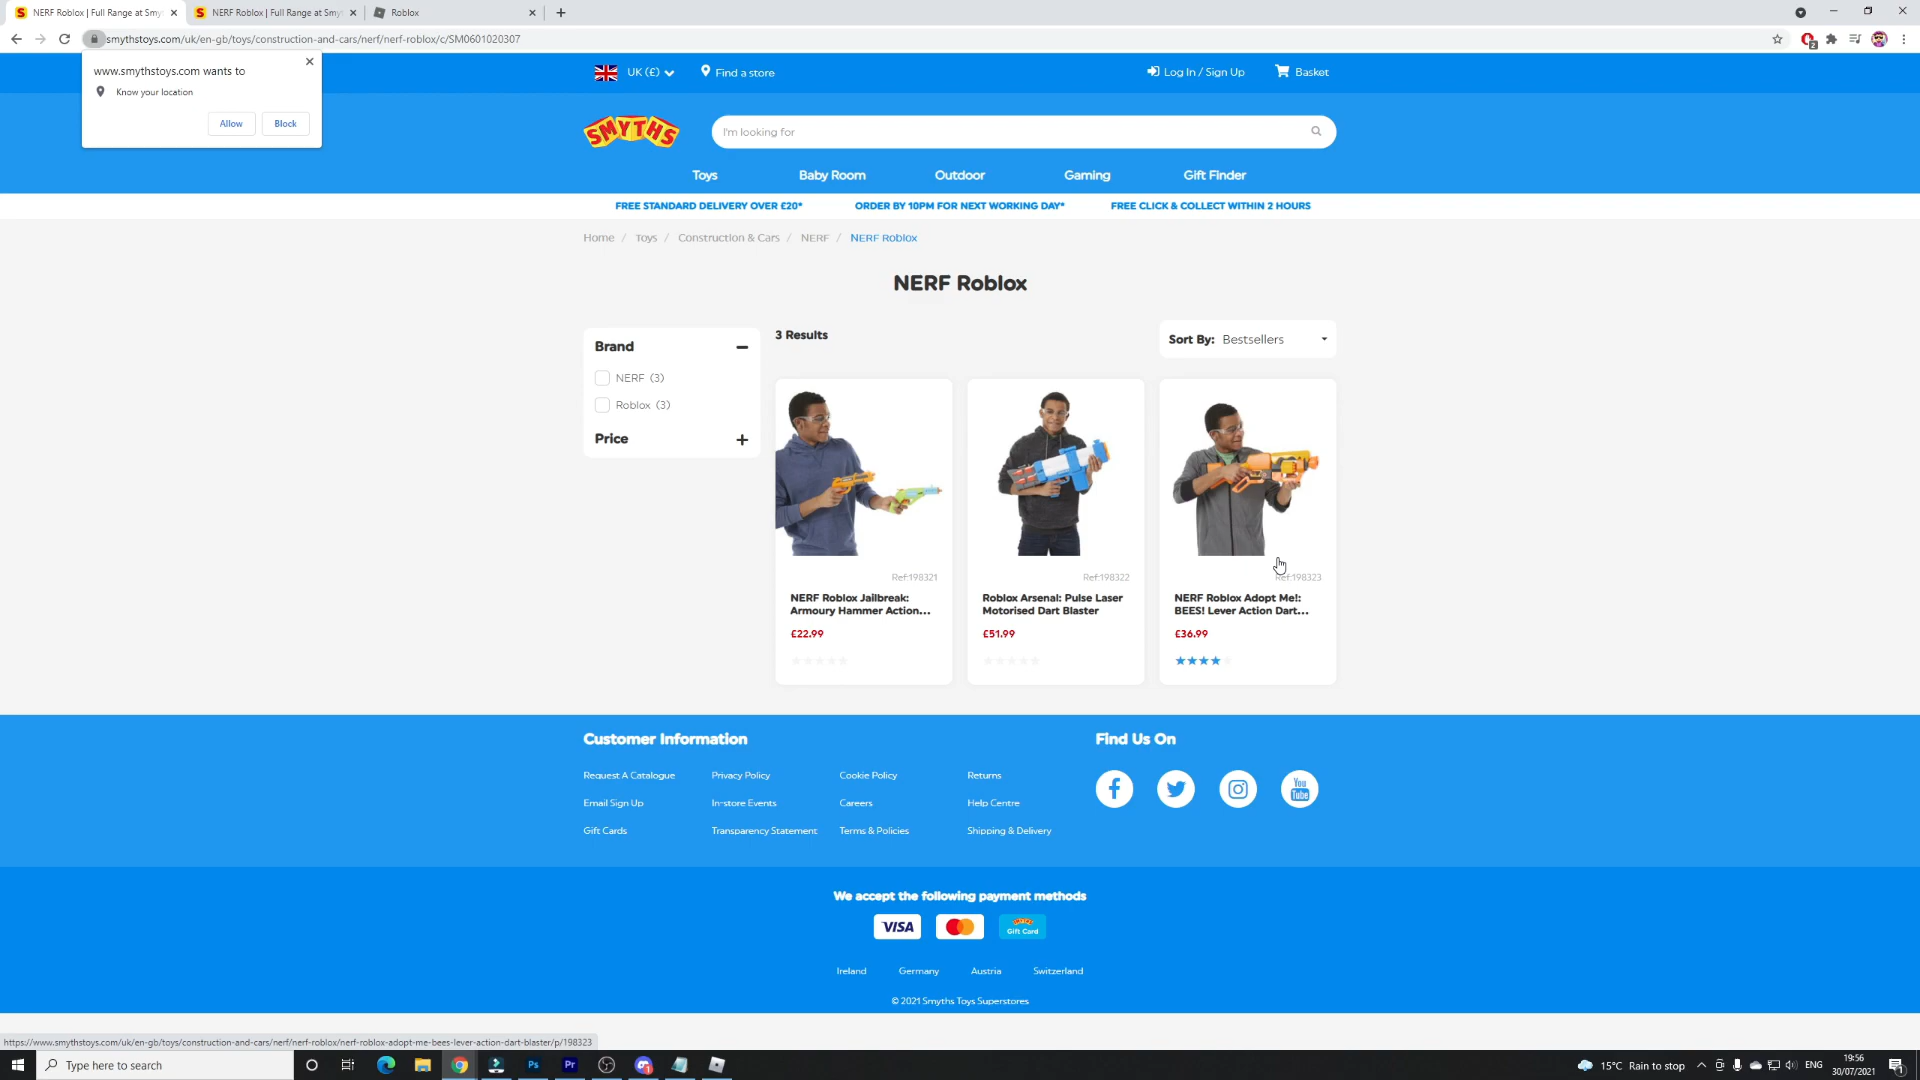 NERF Roblox | Full Range at Smy
NERF Roblox | Full Range at Smy
Roblox
smythstoys.com/uk/en-gb/toys/construction-and-cars/nerf/nerf-roblox/c/SM0601020307
2
www.smythstoys.com wants to
Know your location
Allow
Block
UK (£)
Find a store
Log In / Sign Up
Basket
SMYTHS
I'm looking for
Toys
Baby Room
Outdoor
Gaming
Gift Finder
FREE STANDARD DELIVERY OVER £20*
ORDER BY 10PM FOR NEXT WORKING DAY*
FREE CLICK & COLLECT WITHIN 2 HOURS
Home / Toys / Construction & Cars / NERF / NERF Roblox
NERF Roblox
Brand
NERF (3)
Roblox (3)
Price
3 Results
Sort By: Bestsellers
Ref:198321
NERF Roblox Jailbreak:
Armoury Hammer Action...
£22.99
Ref:198322
Roblox Arsenal: Pulse Laser
Motorised Dart Blaster
£51.99
Ref:198323
NERF Roblox Adopt Me!:
BEES! Lever Action Dart...
£36.99
Customer Information
Request A Catalogue
Privacy Policy
Cookie Policy
Returns
Email Sign Up
In-store Events
Careers
Help Centre
Gift Cards
Transparency Statement
Terms & Policies
Shipping & Delivery
Find Us On
You
Tube
We accept the following payment methods
VISA
SMYTHS
Gift Card
Ireland
Germany
Austria
Switzerland
© 2021 Smyths Toys Superstores
https://www.smythstoys.com/uk/en-gb/toys/construction-and-cars/nerf/nerf-roblox/nerf-roblox-adopt-me-bees-lever-action-dart-blaster/p/198323
Type here to search
Ps
Pr
15°C Rain to stop
ENG
19:56
30/07/2021